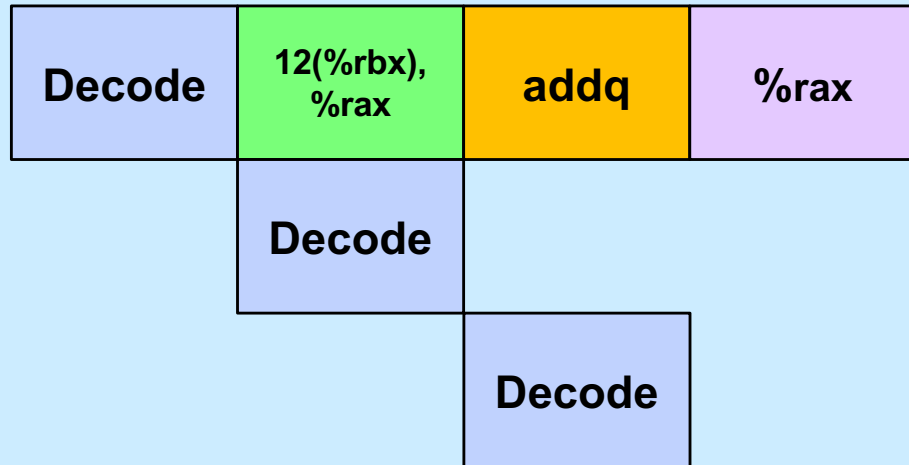 Decode
12(%rbx),
%rax
addq
%rax
Decode
Decode